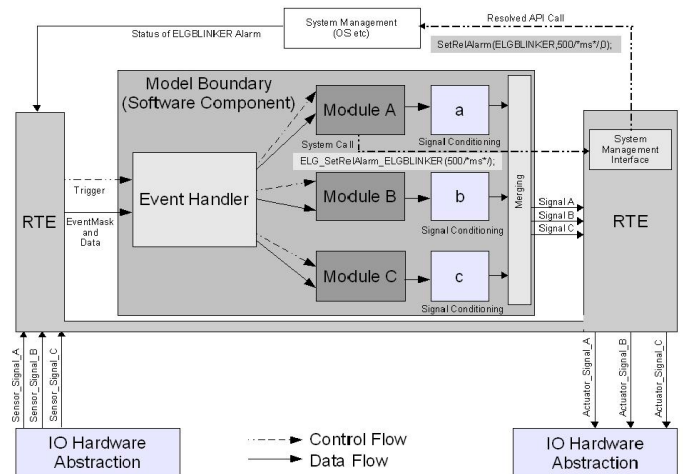 System Management
(OS etc)
Resolved API Call
SetRelAlarm(ELGBLINKER,500/*ms*/,0);
Status of ELGBLINKER Alarm
Model Boundary
(Software Component)
Module A
a
System Call
Signal Conditioning
ELG_SetRelAlarm_ELGBLINKER(500/*ms*/);
System
Management
Interface
Trigger
Event Handler
Module B
b
Signal Conditioning
Merging
Signal A
Signal B
Signal C
RTE
RTE
EventMask
and
Data
Module C
c
Signal Conditioning
Sensor_Signal_A
Sensor_Signal_B
Sensor_Signal_C
Actuator_Signal_A
Actuator_Signal_B
Actuator_Signal_C
IO Hardware
Abstraction
Control Flow
Data Flow
IO Hardware
Abstraction